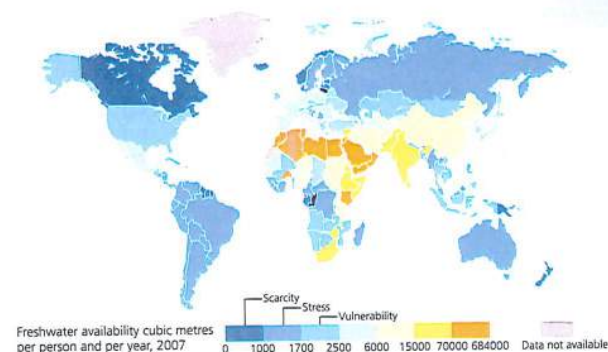 Scarcity
Stress
Vulnerability
Freshwater availability cubic metres
per person and per year, 2007
0 1000 1700 2500 6000 15000 70000 684000 Data not available